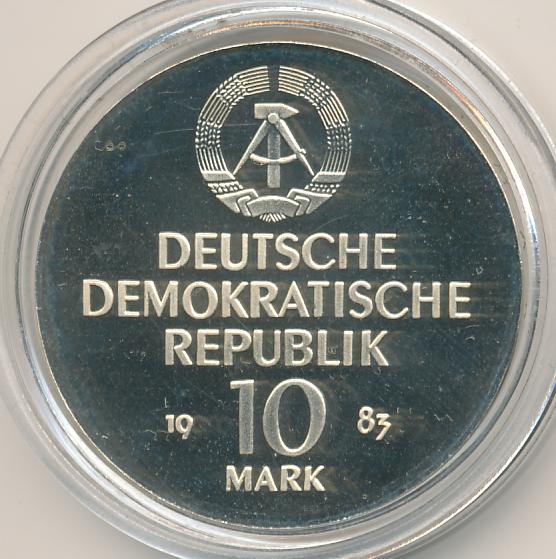 DEUTSCHE
DEMOKRATISCHE
REPUBLIK
19 10 83
MARK